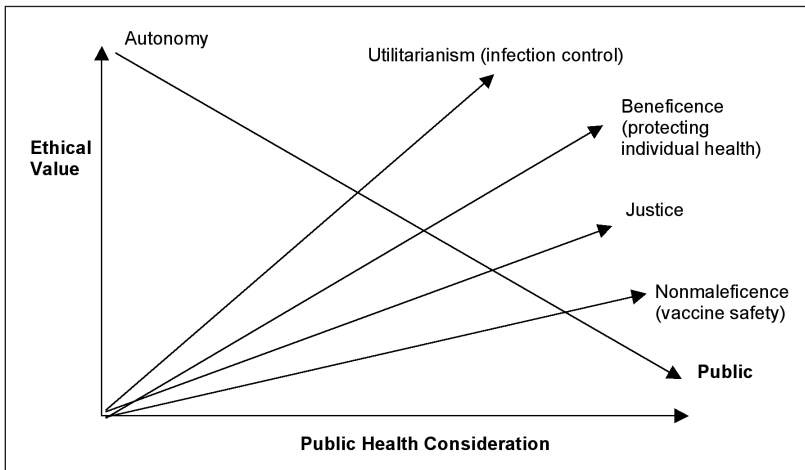 Autonomy
Utilitarianism (infection control)
Beneficence
(protecting
individual health)
Ethical
Value
Justice
Nonmaleficence
(vaccine safety)
Public
Public Health Consideration